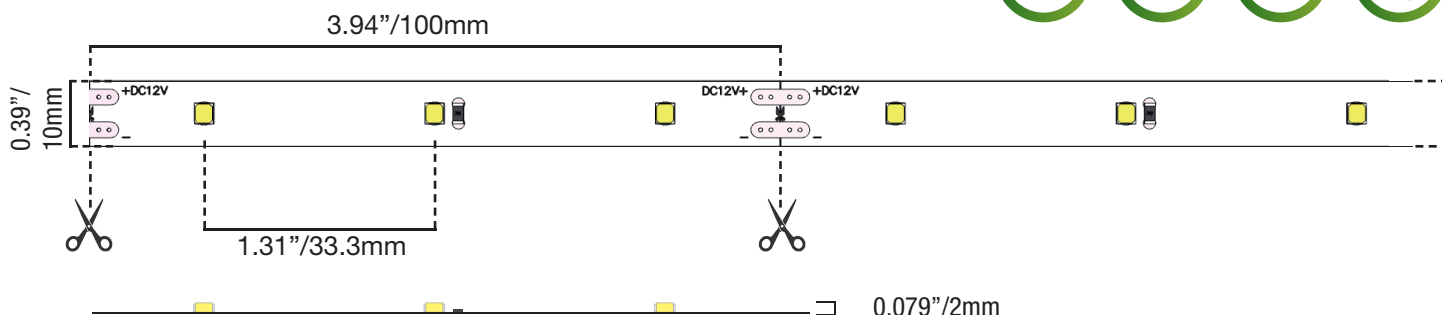 3.94”/100mm
0.39”/
10mm
+DC12V
DC12V+
+DC12V
-
-
-
1.31”/33.3mm
0.079”/2mm